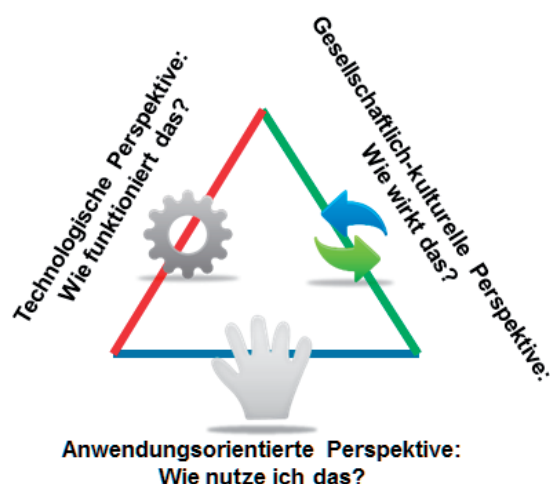 Technologische Perspektive:
Wie funktioniert das?
Gesellschaftlich-kulturelle Perspektive:
Wie wirkt das?
Anwendungsorientierte Perspektive:
Wie nutze ich das?